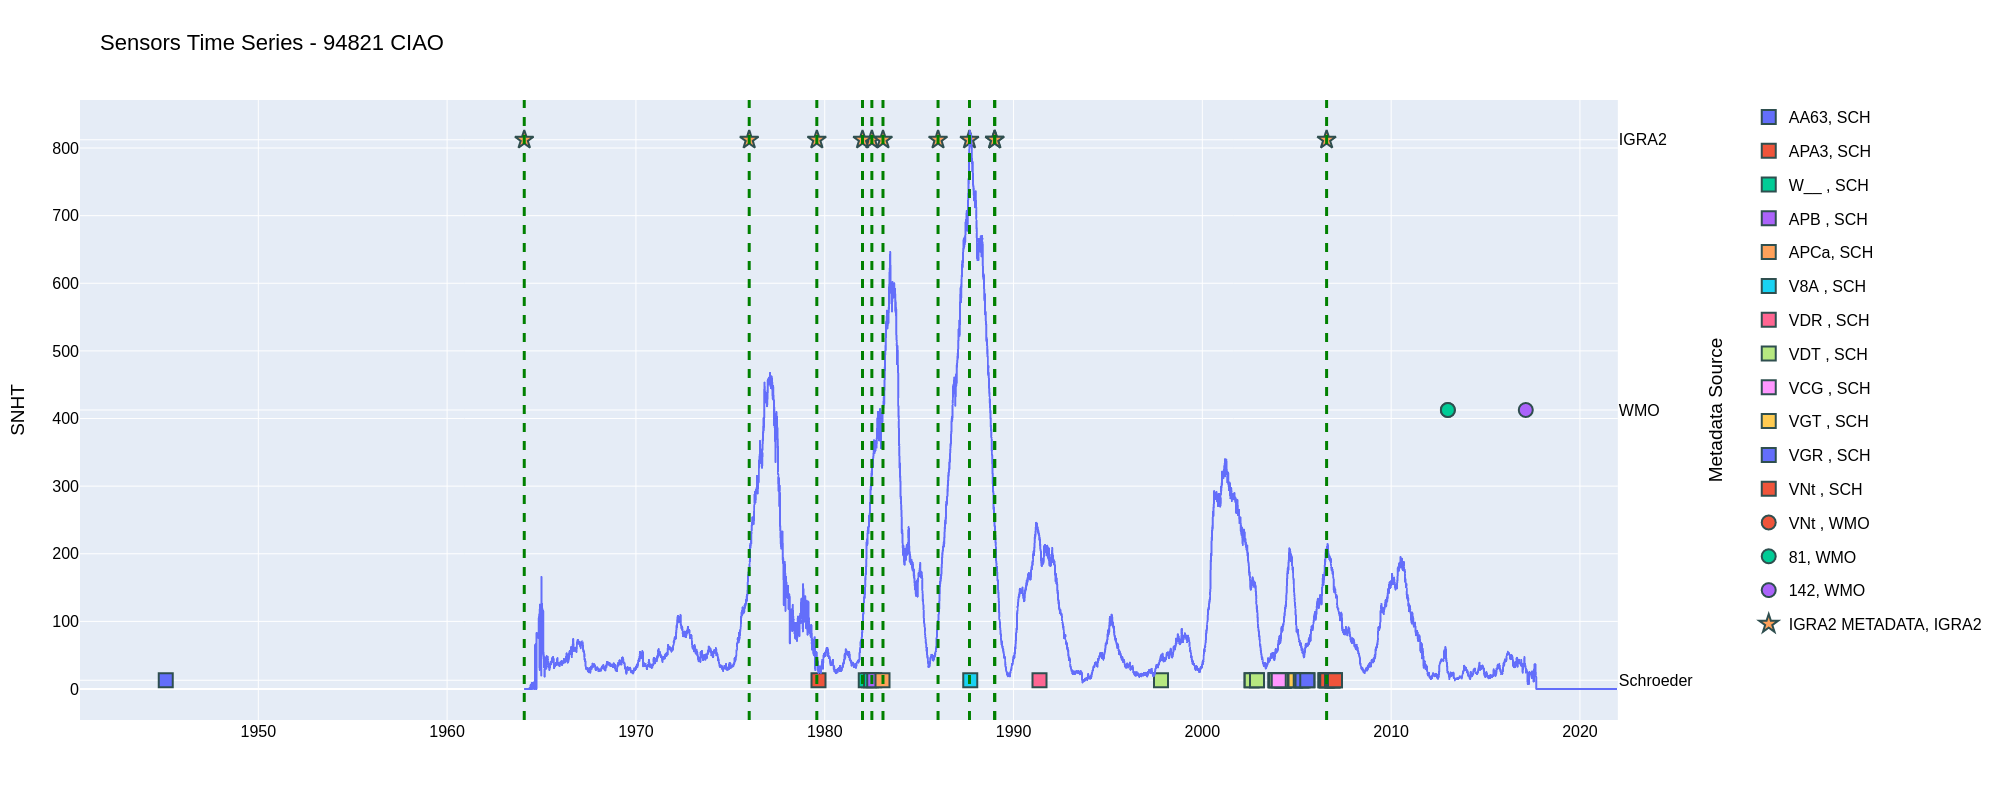 Sensors Time Series - 94821 CIAO
SNHT
800
700
600
500
400
300
200
100
0
1950
1960
1970
1980
1990
2000
2010
2020
IGRA2
WMO
Schroeder
Metadata Source
AA63, SCH
APA3, SCH
W__ , SCH
APB , SCH
APCa, SCH
V8A , SCH
VDR , SCH
VDT , SCH
VCG , SCH
VGT , SCH
VGR , SCH
VNt , SCH
VNt , WMO
81, WMO
142, WMO
IGRA2 METADATA, IGRA2